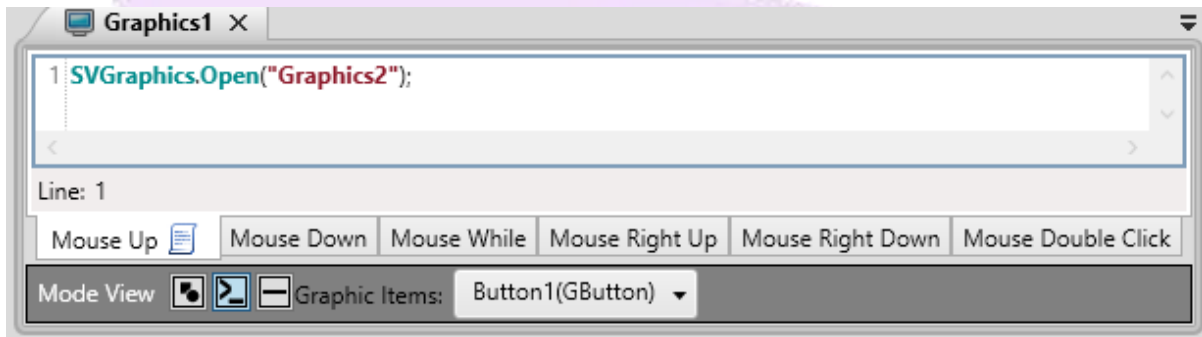 Graphics1 X
1 SVGraphics.Open("Graphics2");
Line: 1
Mouse Up Mouse Down Mouse While Mouse Right Up Mouse Right Down Mouse Double Click
Mode View Graphic Items: Button1(GButton)